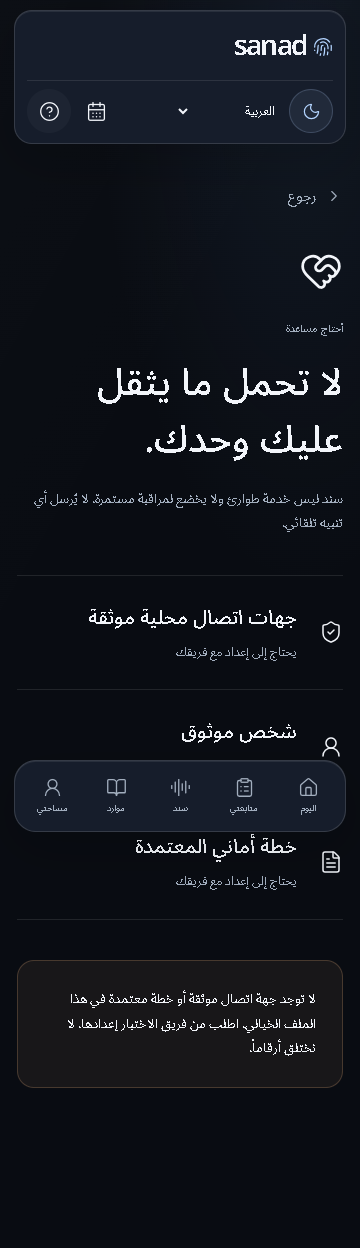 sanad
العربية
رجوع
أحتاج مساعدة
لا تحمل ما يثقل
عليك وحدك.
سند ليس خدمة طوارئ ولا يخضع لمراقبة مستمرة. لا يُرسل أي
تنبيه تلقائي.
جهات اتصال محلية موثقة
يحتاج إلى إعداد مع فريقك
شخص موثوق
اليوم
متابعتي
سند
موارد
مساحتي
خطة أماني المعتمدة
يحتاج إلى إعداد مع فريقك
لا توجد جهة اتصال موثقة أو خطة معتمدة في هذا
الملف الخيالي. اطلب من فريق الاختبار إعدادها. لا
نختلق أرقاماً.